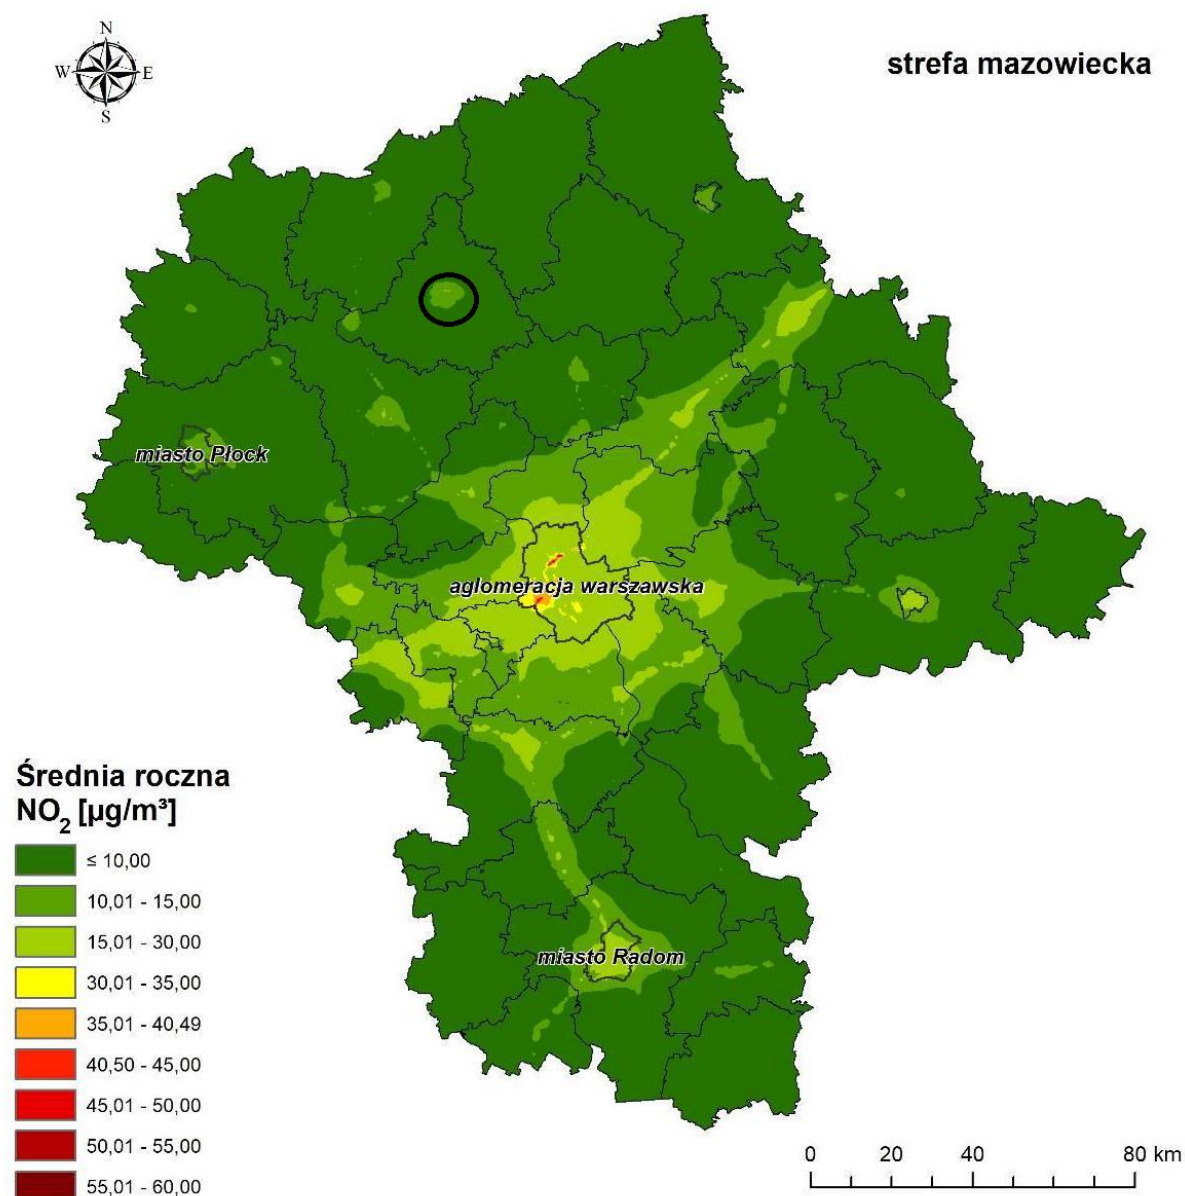 N
W E
S
strefa mazowiecka
miasto Płock
aglomeracja warszawska
miasto Radom
Średnia roczna
NO₂ [µg/m³]
≤ 10,00
10,01 - 15,00
15,01 - 30,00
30,01 - 35,00
35,01 - 40,49
40,50 - 45,00
45,01 - 50,00
50,01 - 55,00
55,01 - 60,00
0 20 40 80 km